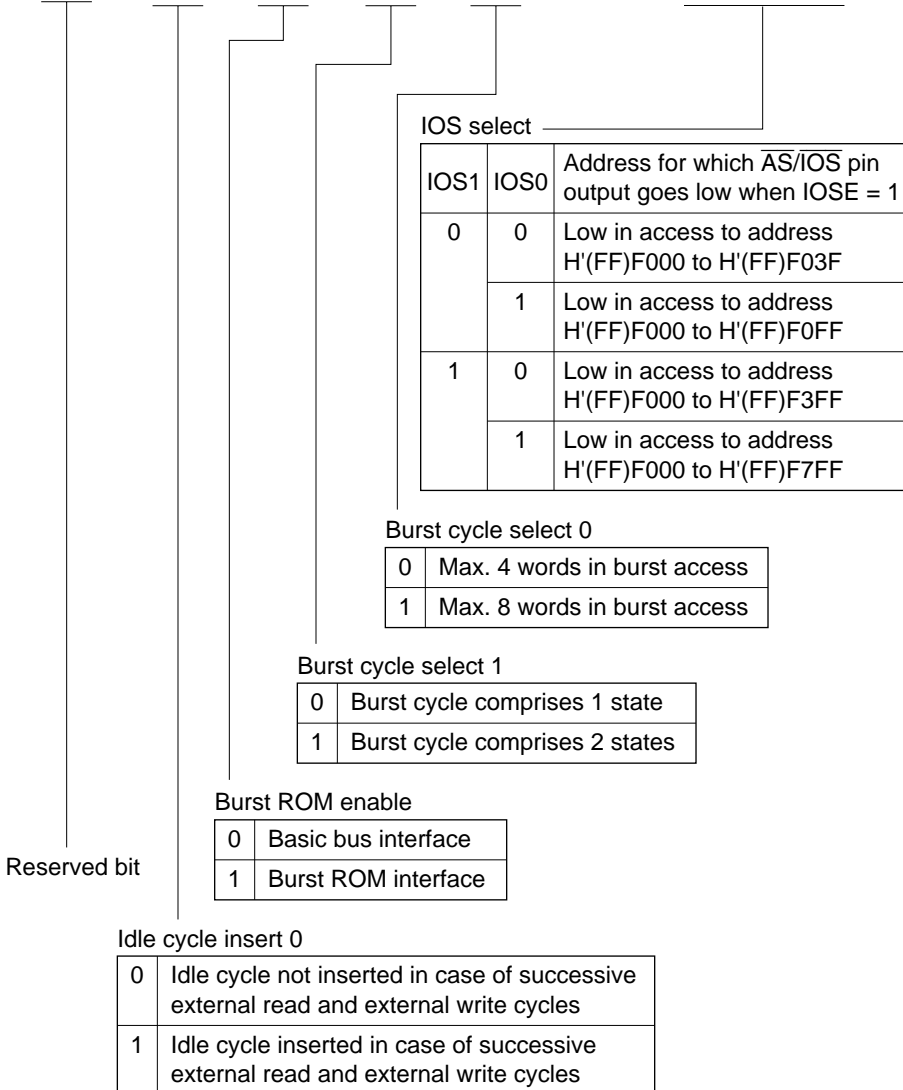 IOS select
IOS1 IOS0 Address for which AS/IOS pin
output goes low when IOSE = 1
0 0 Low in access to address
H'(FF)F000 to H'(FF)F03F
1 Low in access to address
H'(FF)F000 to H'(FF)F0FF
1 0 Low in access to address
H'(FF)F000 to H'(FF)F3FF
1 Low in access to address
H'(FF)F000 to H'(FF)F7FF
Burst cycle select 0
0 Max. 4 words in burst access
1 Max. 8 words in burst access
Burst cycle select 1
0 Burst cycle comprises 1 state
1 Burst cycle comprises 2 states
Burst ROM enable
0 Basic bus interface
1 Burst ROM interface
Reserved bit
Idle cycle insert 0
0 Idle cycle not inserted in case of successive
external read and external write cycles
1 Idle cycle inserted in case of successive
external read and external write cycles